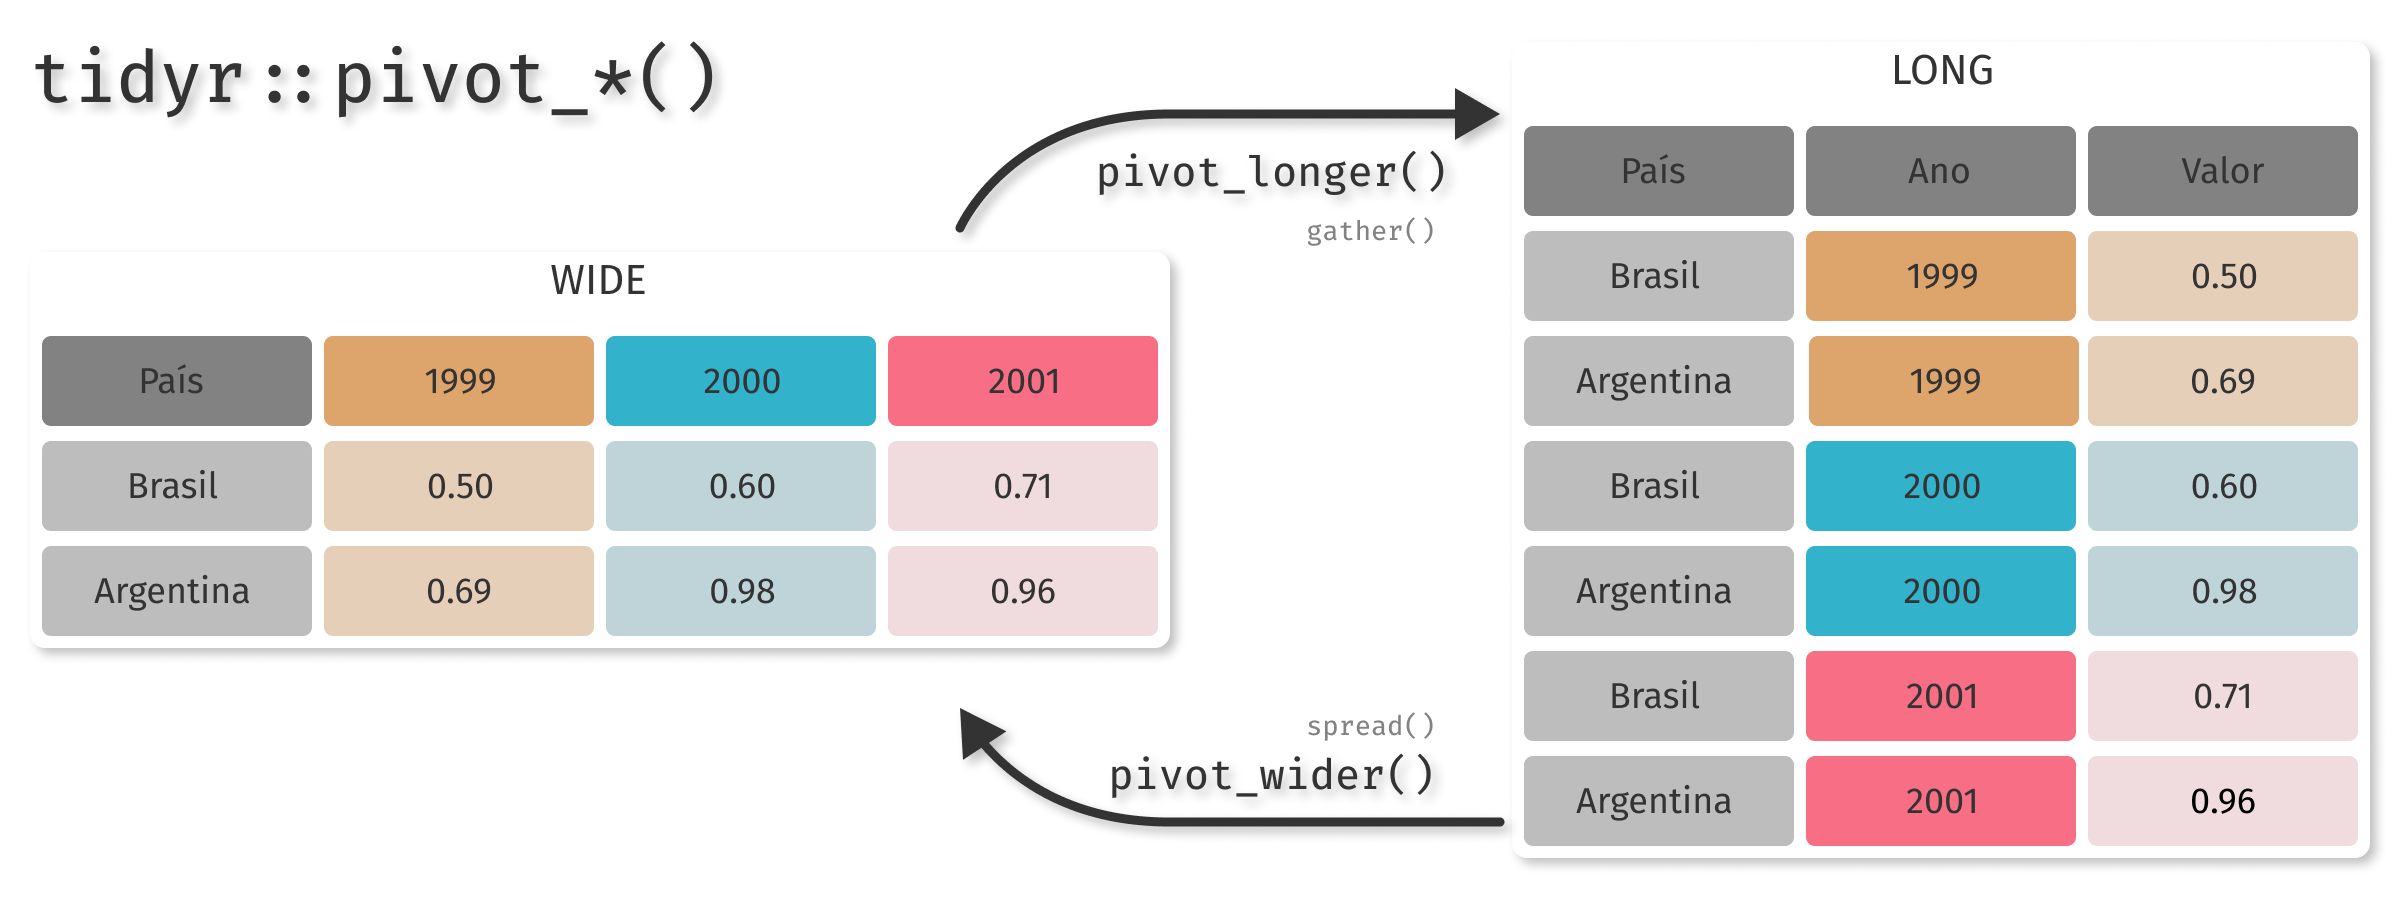 tidyr::pivot_*()
WIDE
País 1999 2000 2001
Brasil 0.50 0.60 0.71
Argentina 0.69 0.98 0.96
pivot_longer()
gather()
spread()
pivot_wider()
LONG
País Ano Valor
Brasil 1999 0.50
Argentina 1999 0.69
Brasil 2000 0.60
Argentina 2000 0.98
Brasil 2001 0.71
Argentina 2001 0.96